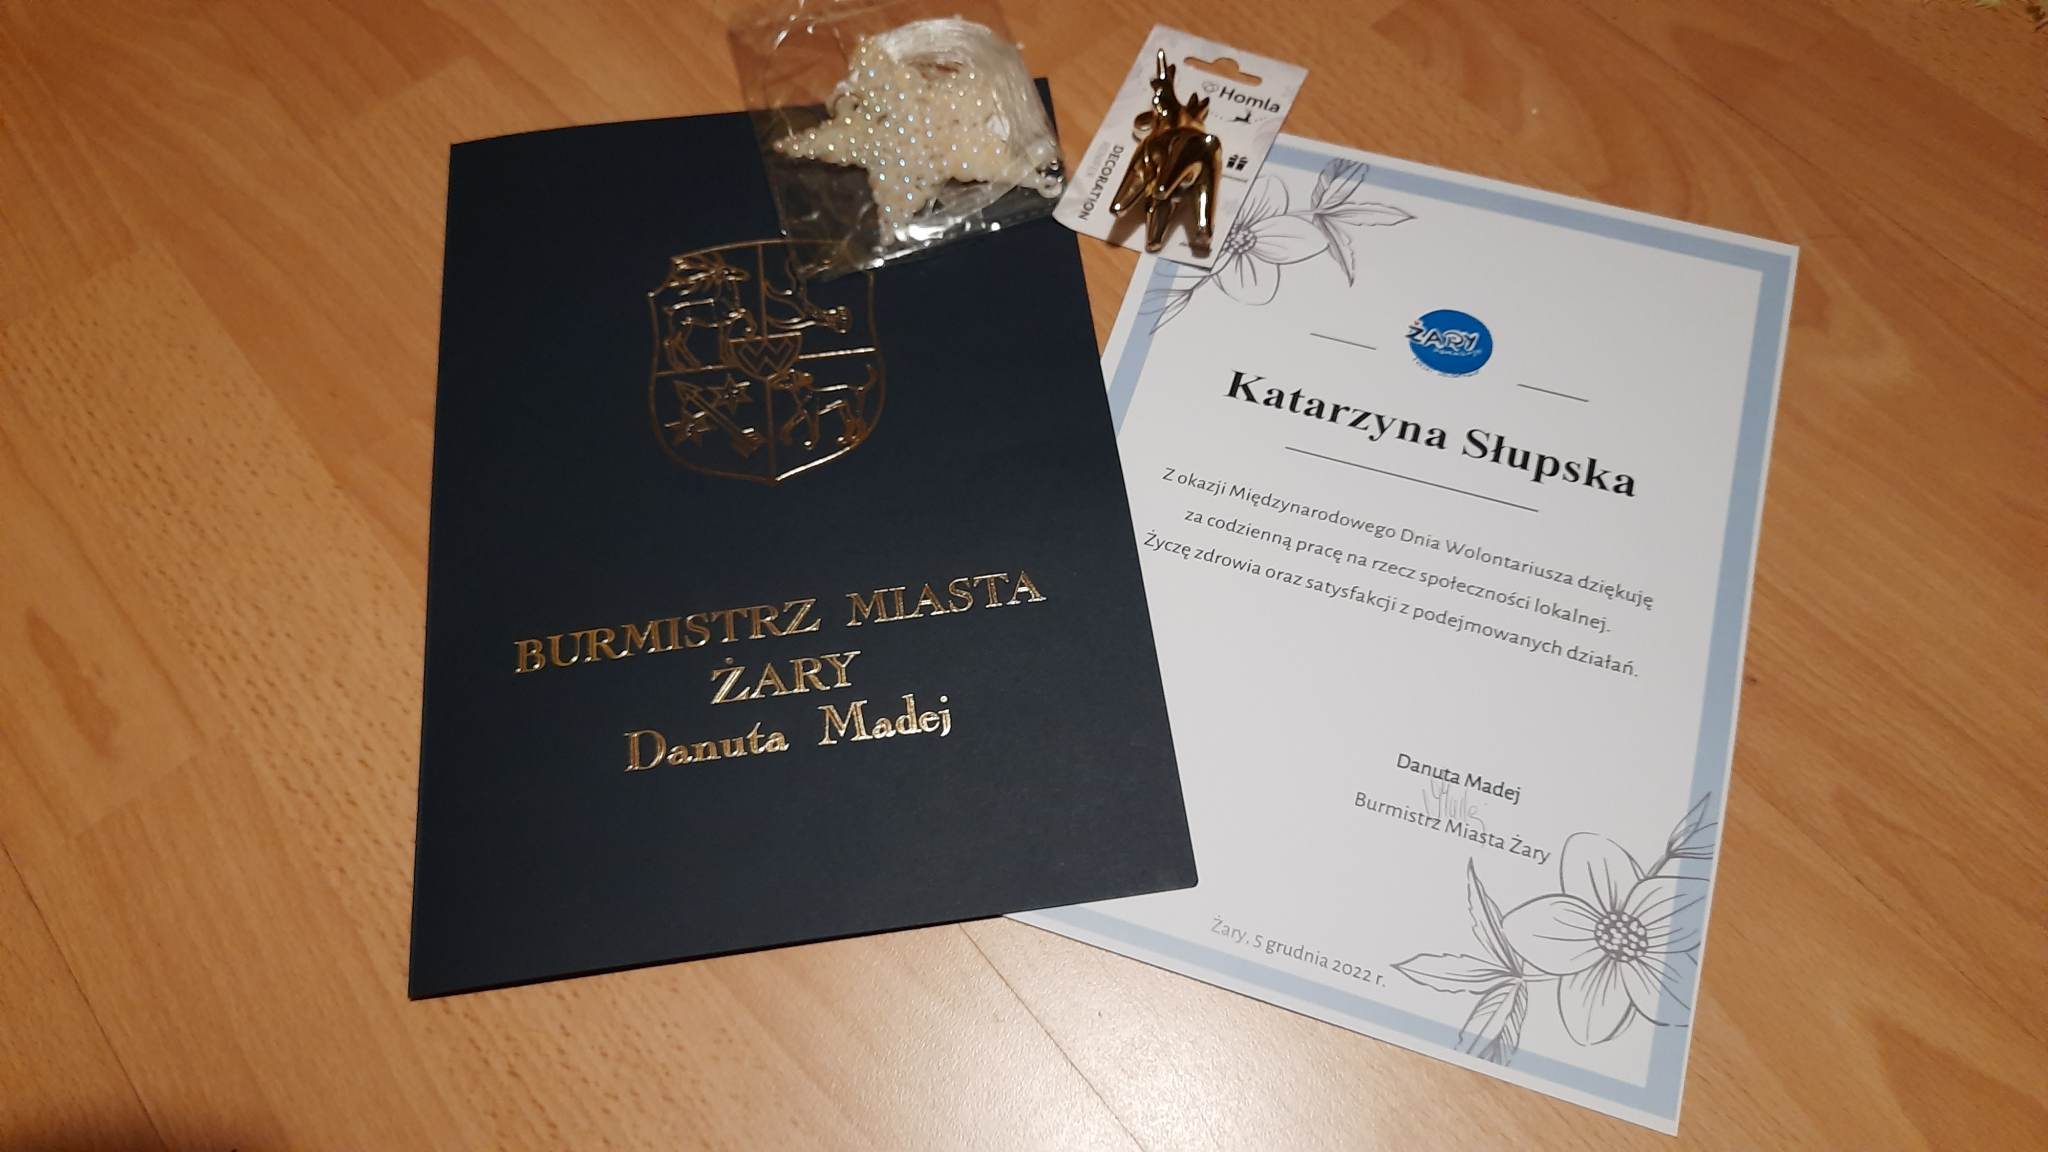 BURMISTRZ MIASTA
ŻARY
Danuta Madej
Homla
DECORATION
ŻARY
Katarzyna Słupska
Z okazji Międzynarodowego Dnia Wolontariusza dziękuję
za codzienną pracę na rzecz społeczności lokalnej.
Życzę zdrowia oraz satysfakcji z podejmowanych działań.
Danuta Madej
Madej
Burmistrz Miasta Żary
Żary, 5 grudnia 2022 r.